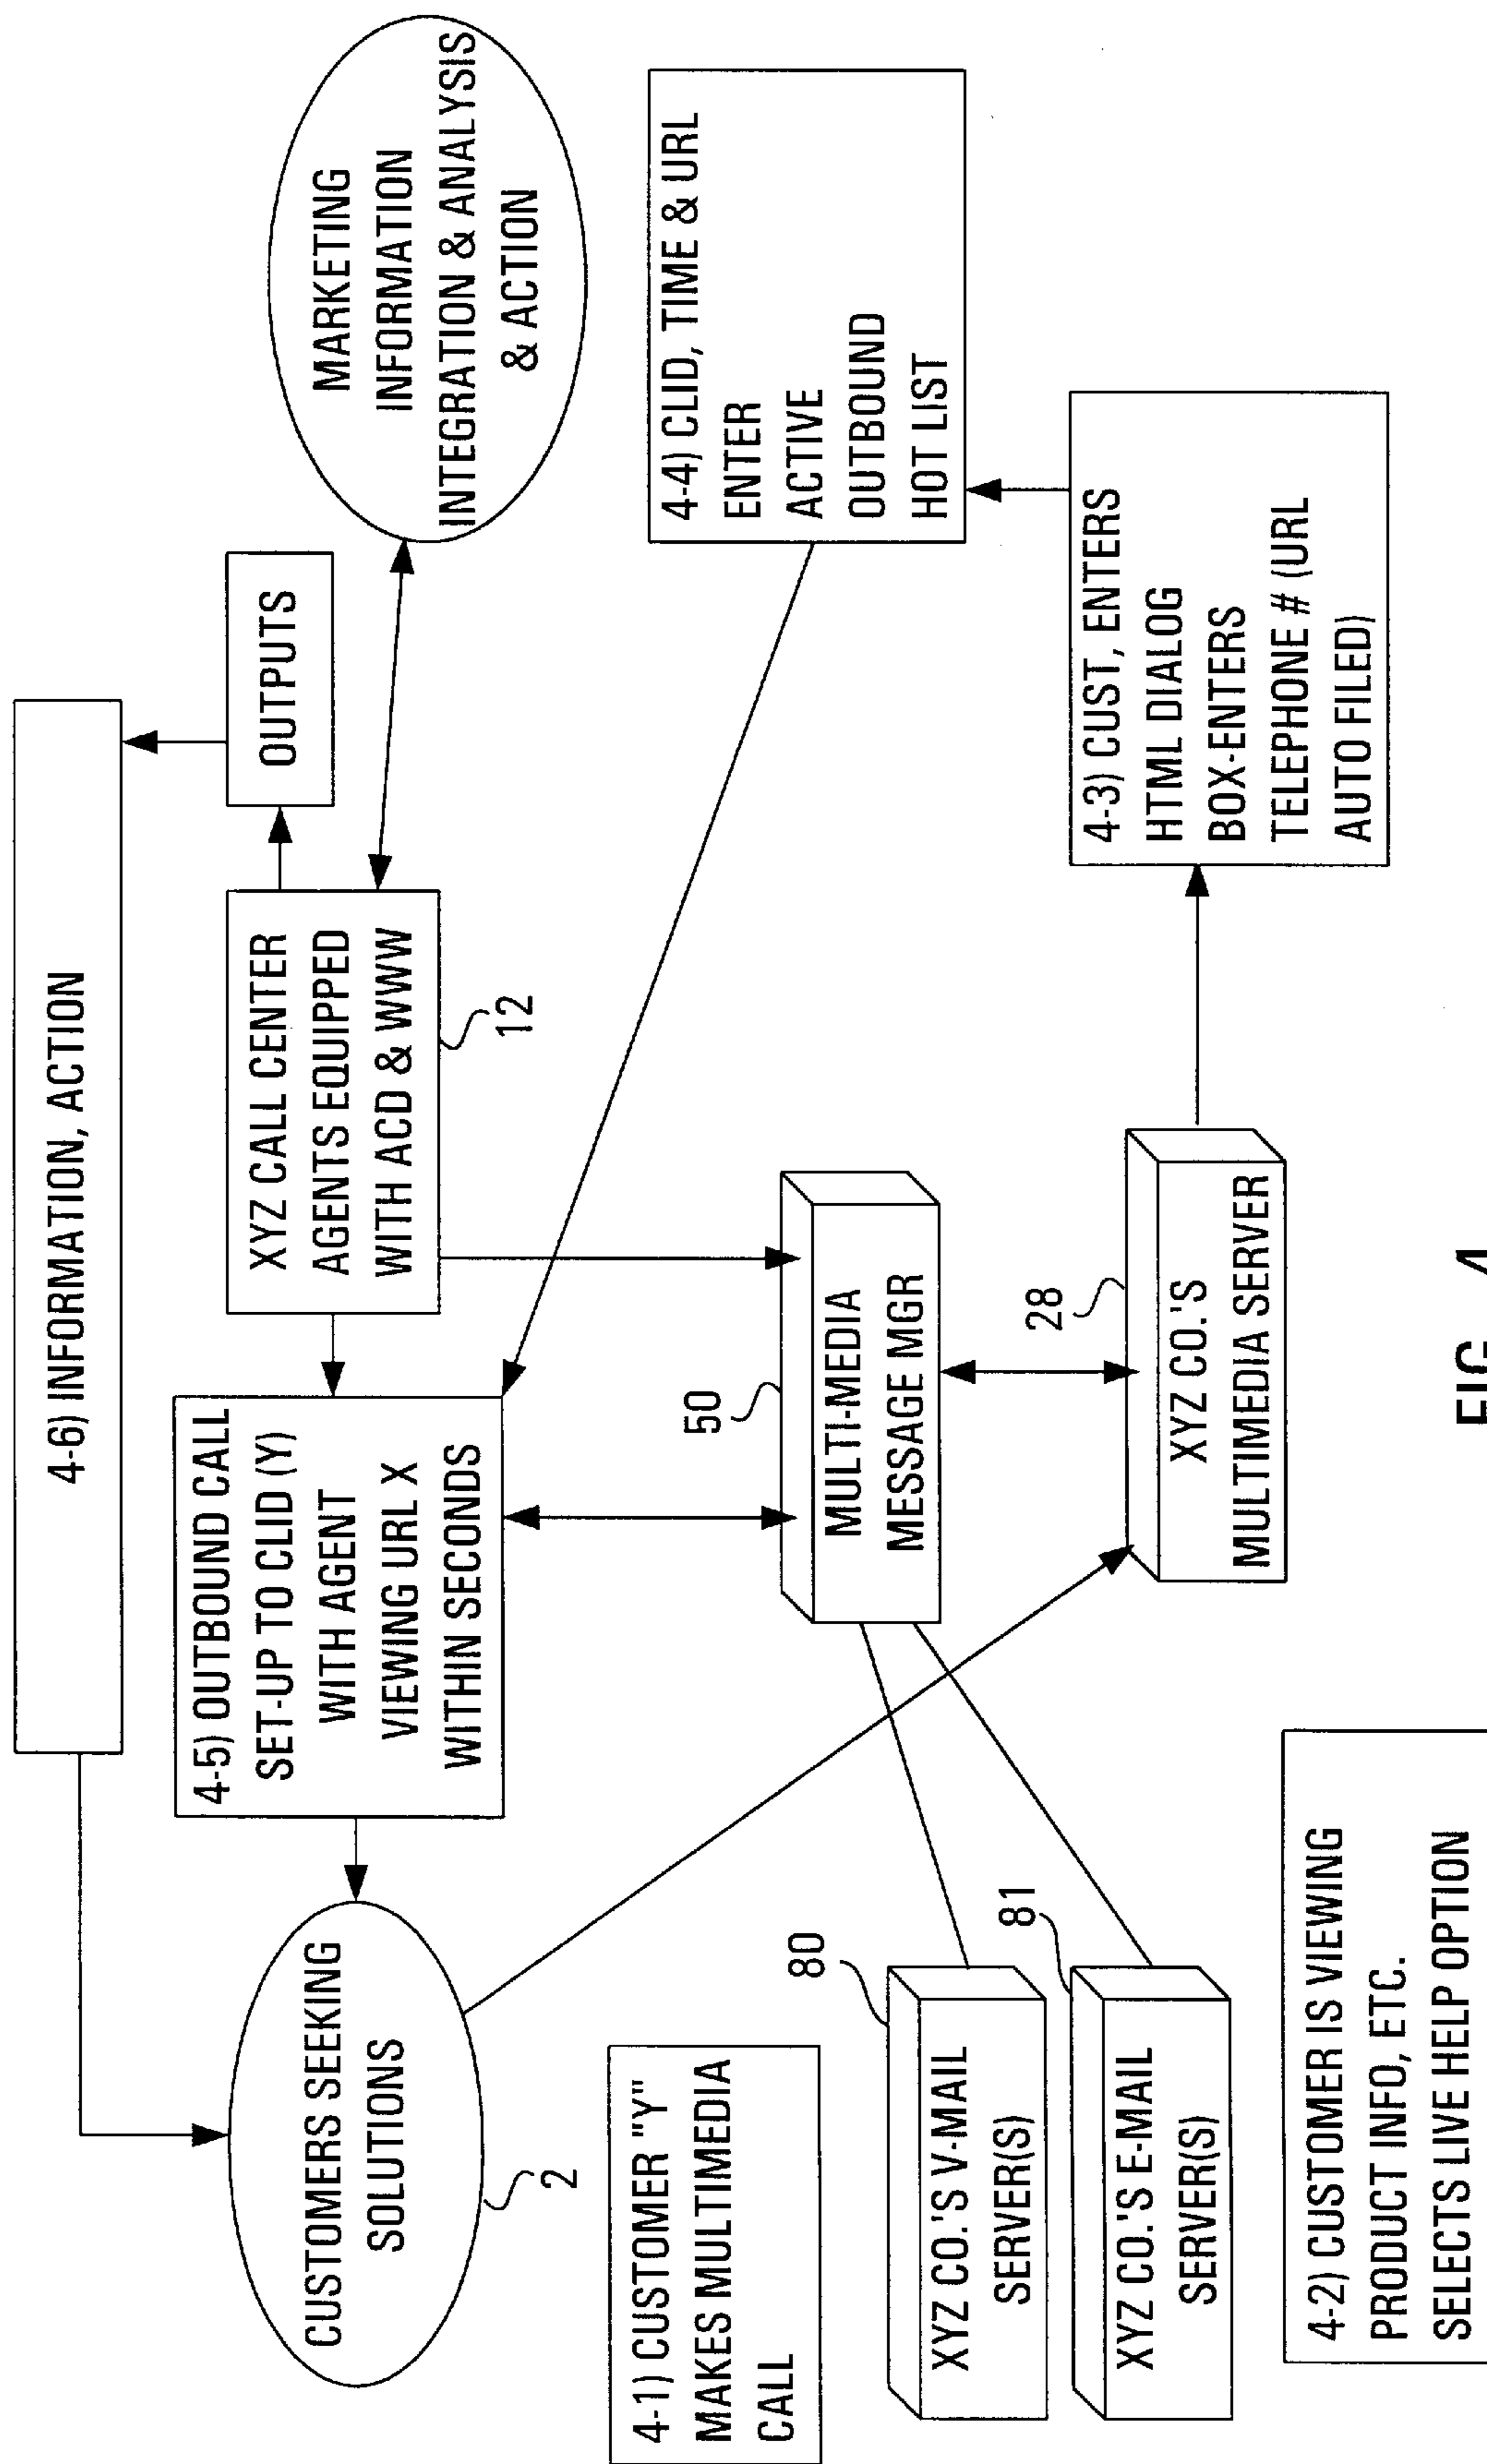 4-6) INFORMATION, ACTION
CUSTOMERS SEEKING
SOLUTIONS
2
4-5) OUTBOUND CALL
SET-UP TO CLID (Y)
WITH AGENT
VIEWING URL X
WITHIN SECONDS
XYZ CALL CENTER
AGENTS EQUIPPED
WITH ACD & WWW
12
OUTPUTS
MARKETING
INFORMATION
INTEGRATION & ANALYSIS
& ACTION
4-1) CUSTOMER "Y"
MAKES MULTIMEDIA
CALL
80
XYZ CO.'S V-MAIL
SERVER(S)
81
XYZ CO.'S E-MAIL
SERVER(S)
50
MULTI-MEDIA
MESSAGE MGR
28
XYZ CO.'S
MULTIMEDIA SERVER
4-4) CLID, TIME & URL
ENTER
ACTIVE
OUTBOUND
HOT LIST
4-3) CUST, ENTERS
HTML DIALOG
BOX-ENTERS
TELEPHONE # (URL
AUTO FILED)
4-2) CUSTOMER IS VIEWING
PRODUCT INFO, ETC.
SELECTS LIVE HELP OPTION
FIG. 4